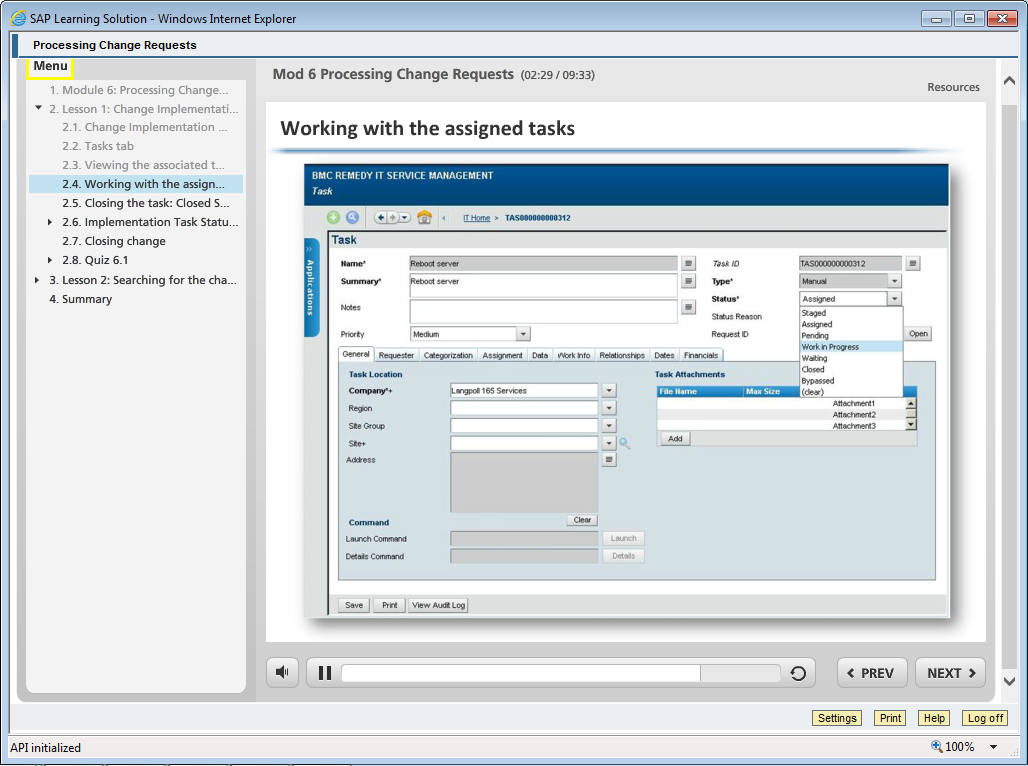 SAP Learning Solution - Windows Internet Explorer
Processing Change Requests
Menu
1. Module 6: Processing Change...
2. Lesson 1: Change Implementati...
2.1. Change Implementation ...
2.2. Tasks tab
2.3. Viewing the associated t...
2.4. Working with the assign...
2.5. Closing the task: Closed S...
2.6. Implementation Task Statu...
2.7. Closing change
2.8. Quiz 6.1
3. Lesson 2: Searching for the cha...
4. Summary
Mod 6 Processing Change Requests (02:29 / 09:33)
Resources
Working with the assigned tasks
BMC REMEDY IT SERVICE MANAGEMENT
Task
IT Home > TAS000000000312
Applications
Task
Name* Reboot server
Summary* Reboot server
Notes
Priority Medium
Task ID TAS000000000312
Type* Manual
Status* Assigned
Status Reason
Request ID Open
Staged
Assigned
Pending
Work in Progress
Waiting
Closed
Bypassed
(clear)
General Requester Categorization Assignment Data Work Info Relationships Dates Financials
Task Location
Company*+ Langpoll 165 Services
Region
Site Group
Site+
Address
Clear
Command
Launch Command Launch
Details Command Details
Task Attachments
File Name Max Size
Attachment1
Attachment2
Attachment3
Add
Save Print View Audit Log
PREV NEXT
Settings Print Help Log off
API initialized 100%